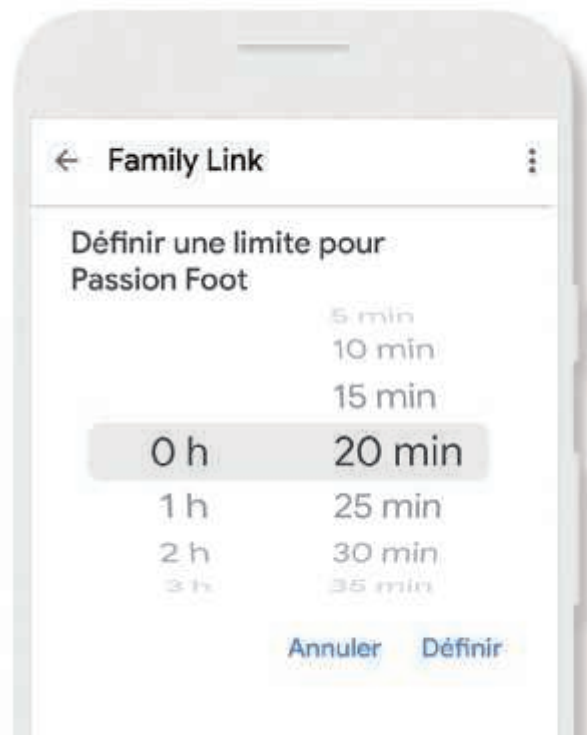 Family Link
Définir une limite pour
Passion Foot
5 min
10 min
15 min
0 h 20 min
1 h 25 min
2 h 30 min
3 h 35 min
Annuler Définir